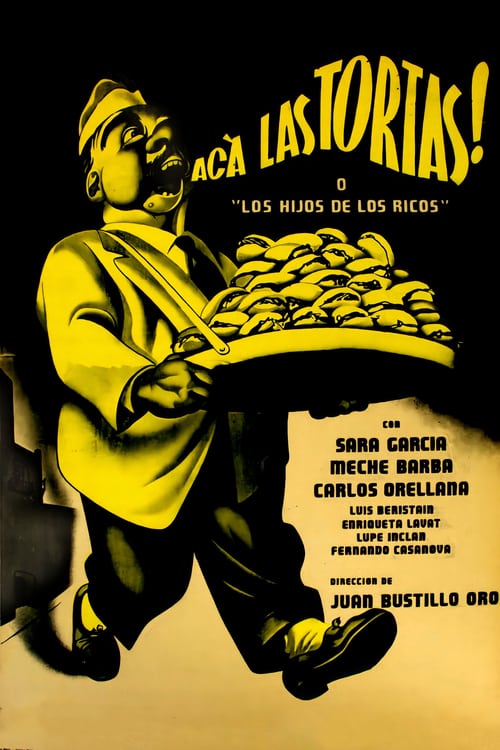 ACÀ LAS TORTAS!
O
"LOS HIJOS DE LOS RICOS"
CON
SARA GARCIA
MECHE BARBA
CARLOS ORELLANA
LUIS BERISTAIN
ENRIQUETA LAVAT
LUPE INCLAN
FERNANDO CASANOVA
DIRECCION DE
JUAN BUSTILLO ORO